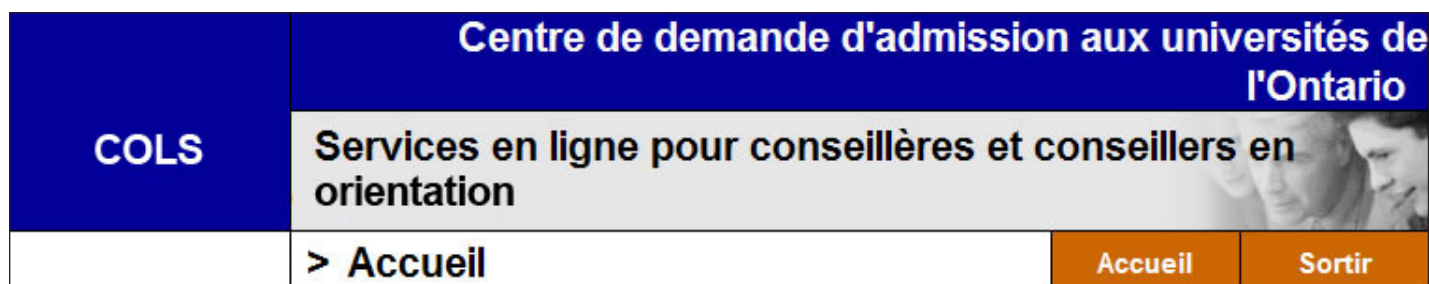 Centre de demande d'admission aux universités de
l'Ontario
COLS
Services en ligne pour conseillères et conseillers en
orientation
> Accueil
Accueil
Sortir